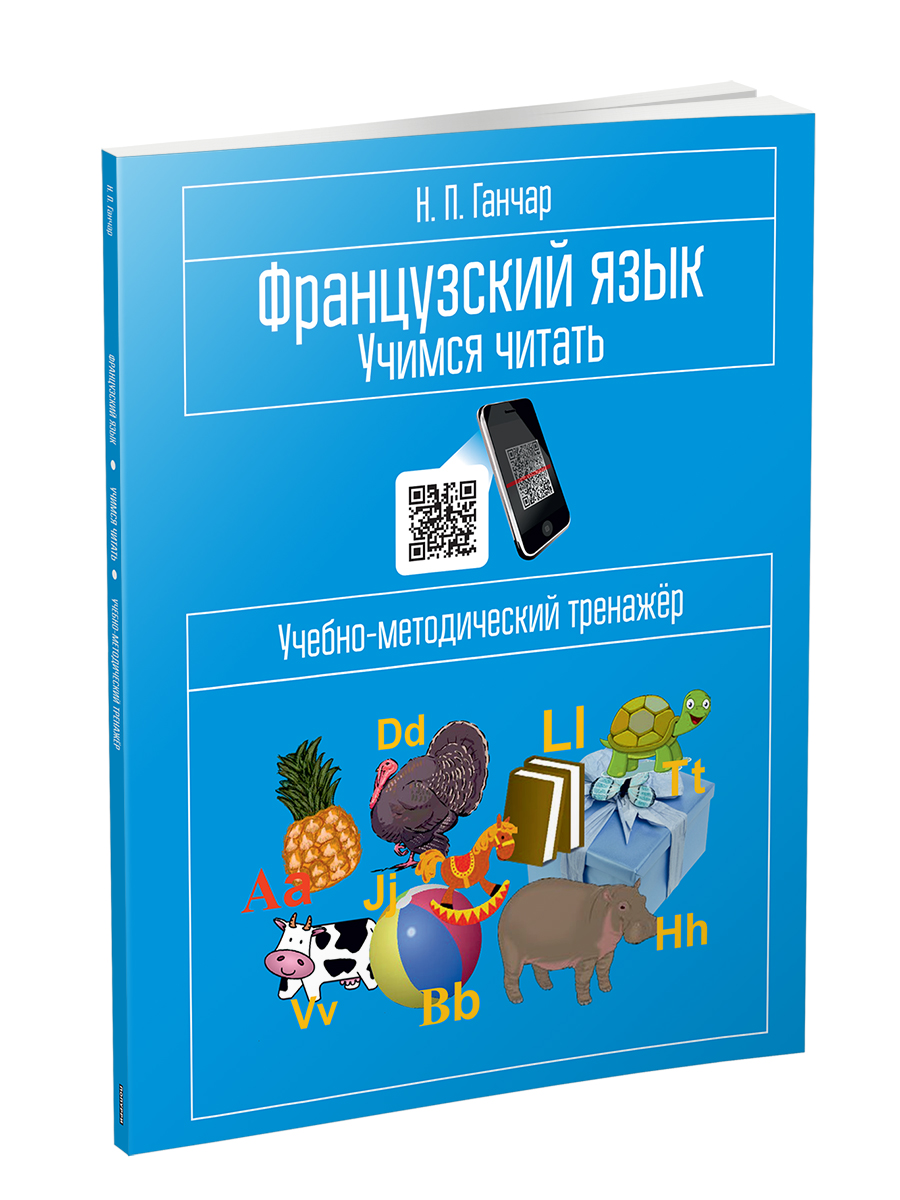 Н. П. Ганчар
Французский язык
Учимся читать
Учебно-методический тренажёр
Dd
Ll
Tt
Aa
Jj
Hh
Vv
Bb
Н. П. Ганчар
ФРАНЦУЗСКИЙ ЯЗЫК • УЧИМСЯ ЧИТАТЬ • УЧЕБНО-МЕТОДИЧЕСКИЙ ТРЕНАЖЁР
ПОПУРРИ